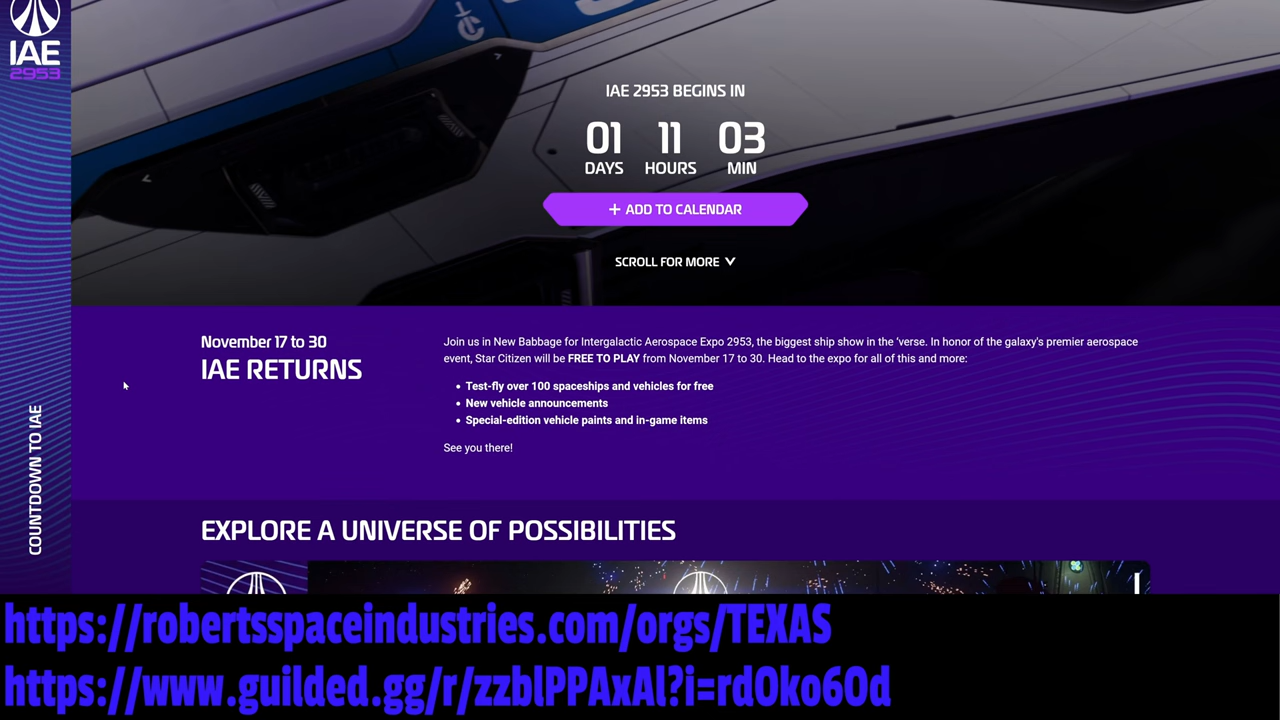 IAE
2953
IAE 2953 BEGINS IN
01 11 03
DAYS HOURS MIN
+ ADD TO CALENDAR
SCROLL FOR MORE
November 17 to 30
IAE RETURNS
Join us in New Babbage for Intergalactic Aerospace Expo 2953, the biggest ship show in the 'verse. In honor of the galaxy's premier aerospace
event, Star Citizen will be FREE TO PLAY from November 17 to 30. Head to the expo for all of this and more:
• Test-fly over 100 spaceships and vehicles for free
• New vehicle announcements
• Special-edition vehicle paints and in-game items
See you there!
COUNTDOWN TO IAE
EXPLORE A UNIVERSE OF POSSIBILITIES
https://robertsspaceindustries.com/orgs/TEXAS
https://www.guilded.gg/r/zzblPPAxAl?i=rdOko6Od